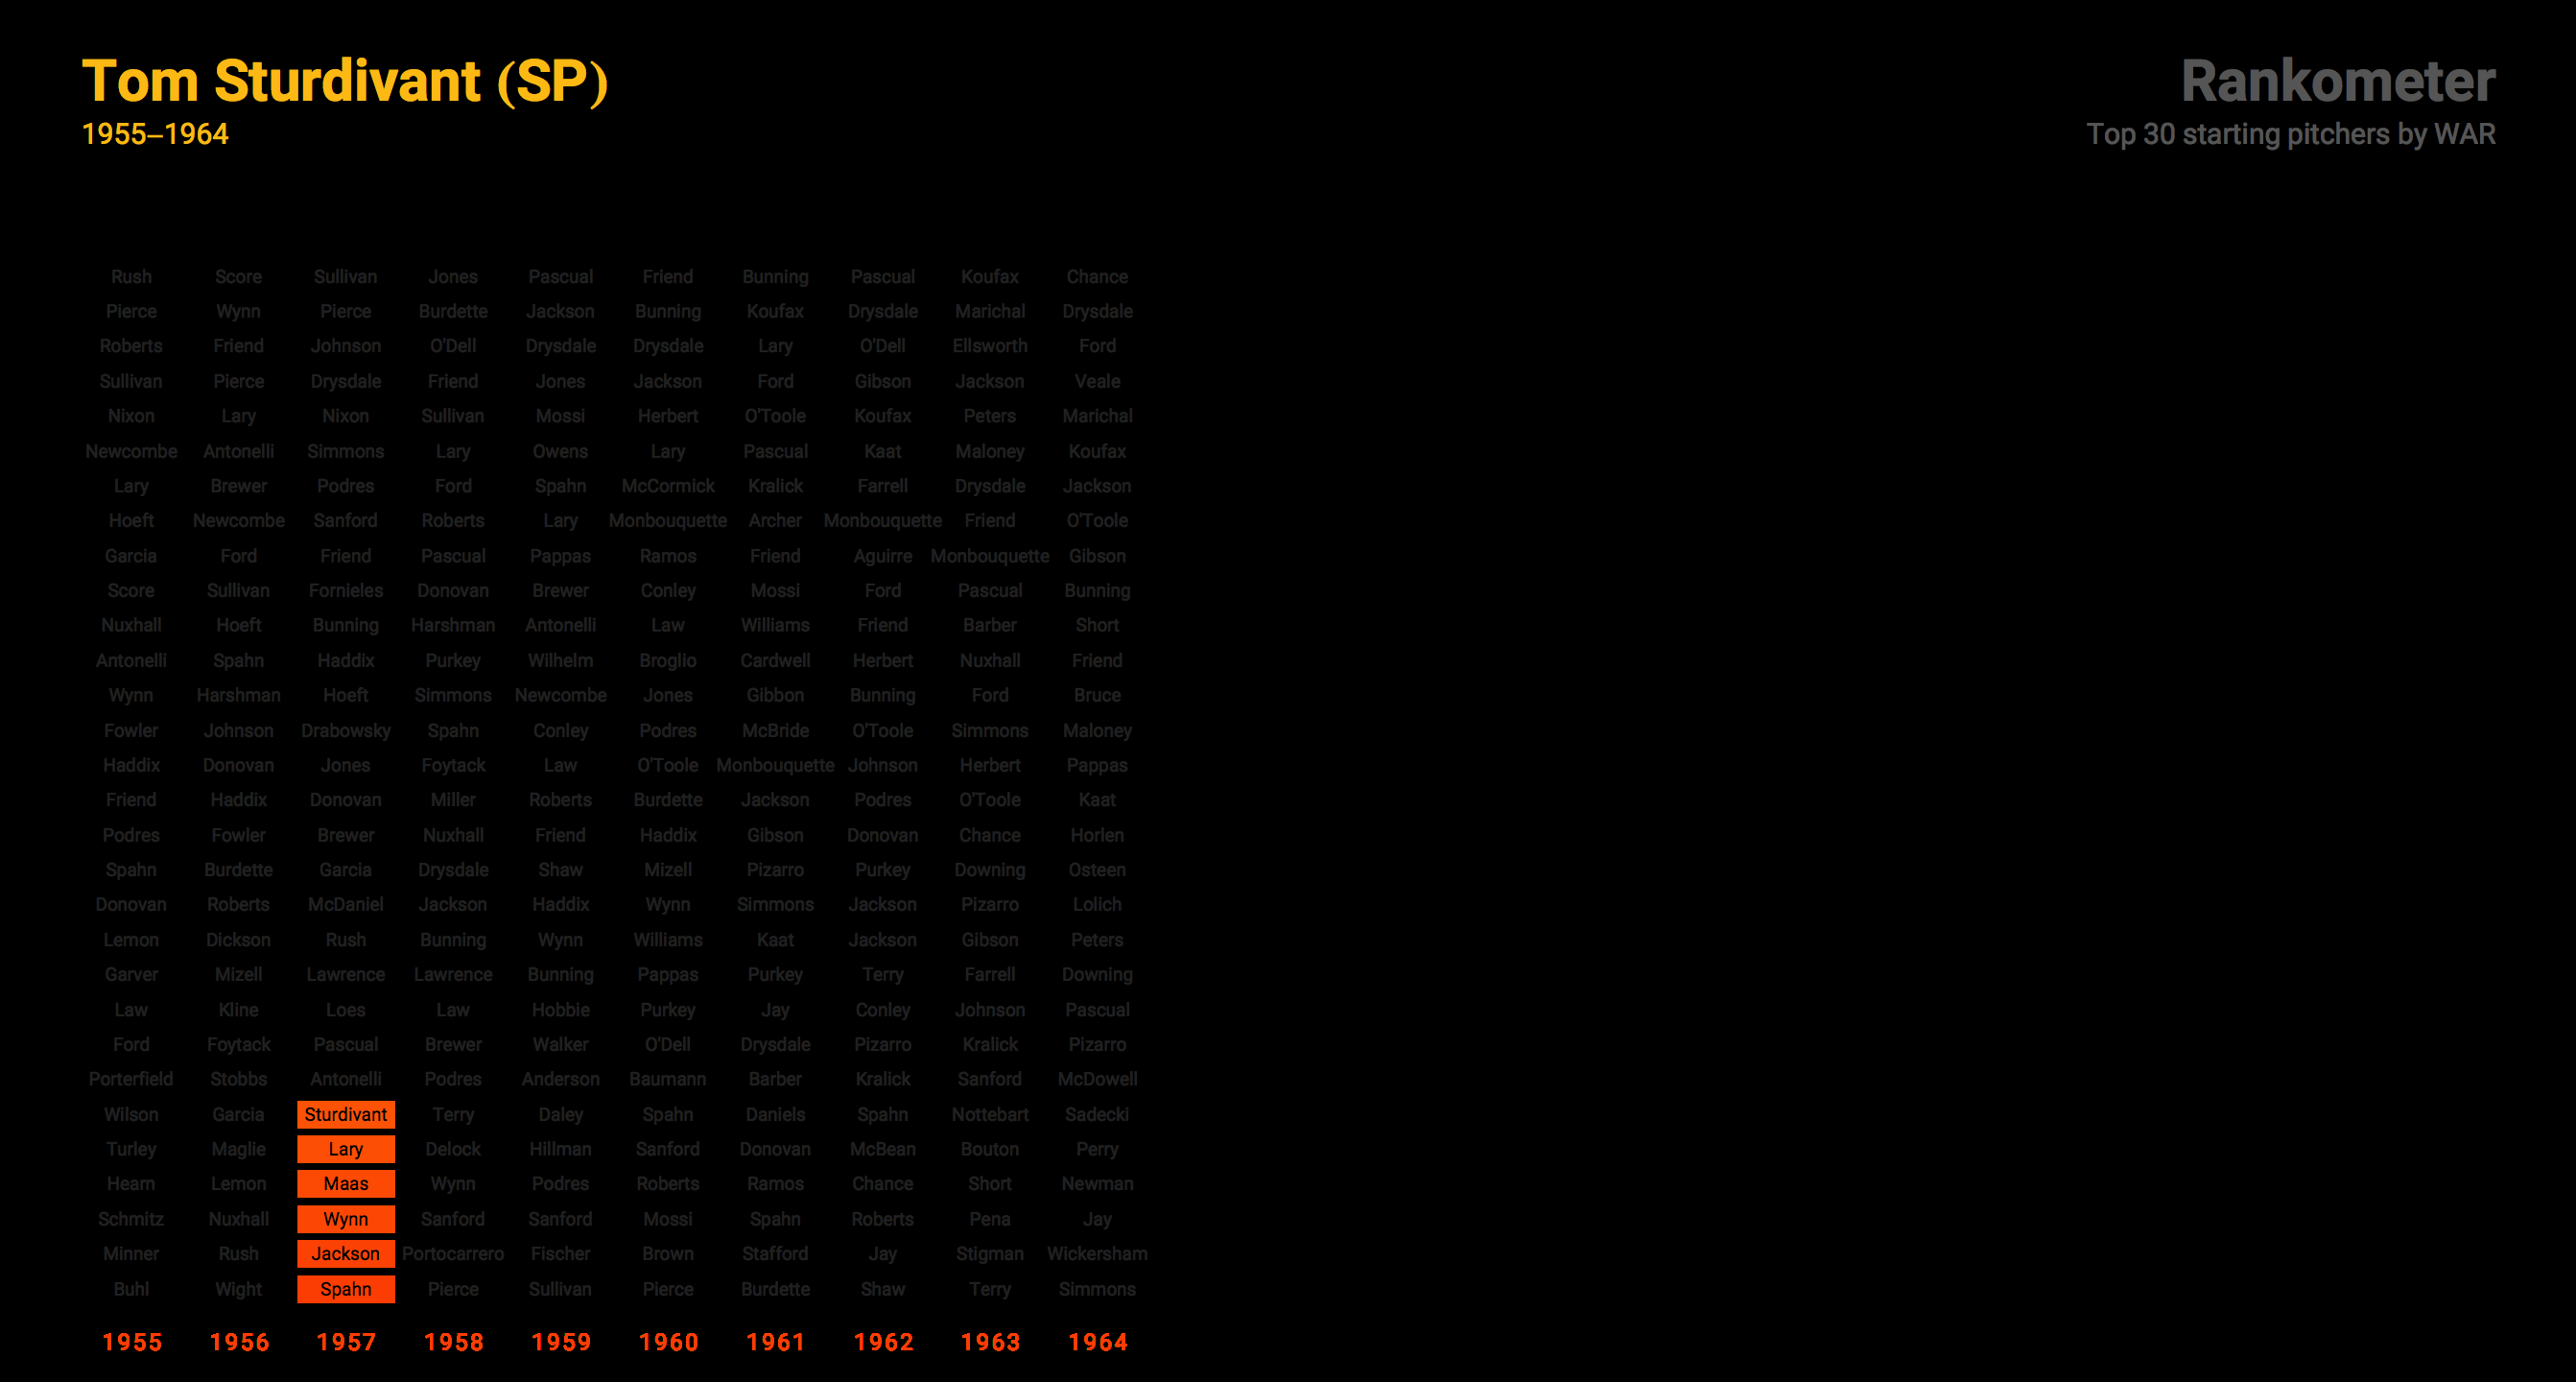 Tom Sturdivant (SP)
1955–1964
Rankometer
Top 30 starting pitchers by WAR
Rush Score Sullivan Jones Pascual Friend Bunning Pascual Koufax Chance
Pierce Wynn Pierce Burdette Jackson Bunning Koufax Drysdale Marichal Drysdale
Roberts Friend Johnson O'Dell Drysdale Drysdale Lary O'Dell Ellsworth Ford
Sullivan Pierce Drysdale Friend Jones Jackson Ford Gibson Jackson Veale
Nixon Lary Nixon Sullivan Mossi Herbert O'Toole Koufax Peters Marichal
Newcombe Antonelli Simmons Lary Owens Lary Pascual Kaat Maloney Koufax
Lary Brewer Podres Ford Spahn McCormick Kralick Farrell Drysdale Jackson
Hoeft Newcombe Sanford Roberts Lary Monbouquette Archer Monbouquette Friend O'Toole
Garcia Ford Friend Pascual Pappas Ramos Friend Aguirre Monbouquette Gibson
Score Sullivan Fornieles Donovan Brewer Conley Mossi Ford Pascual Bunning
Nuxhall Hoeft Bunning Harshman Antonelli Law Williams Friend Barber Short
Antonelli Spahn Haddix Purkey Wilhelm Broglio Cardwell Herbert Nuxhall Friend
Wynn Harshman Hoeft Simmons Newcombe Jones Gibbon Bunning Ford Bruce
Fowler Johnson Drabowsky Spahn Conley Podres McBride O'Toole Simmons Maloney
Haddix Donovan Jones Foytack Law O'Toole Monbouquette Johnson Herbert Pappas
Friend Haddix Donovan Miller Roberts Burdette Jackson Podres O'Toole Kaat
Podres Fowler Brewer Nuxhall Friend Haddix Gibson Donovan Chance Horlen
Spahn Burdette Garcia Drysdale Shaw Mizell Pizarro Purkey Downing Osteen
Donovan Roberts McDaniel Jackson Haddix Wynn Simmons Jackson Pizarro Lolich
Lemon Dickson Rush Bunning Wynn Williams Kaat Jackson Gibson Peters
Garver Mizell Lawrence Lawrence Bunning Pappas Purkey Terry Farrell Downing
Law Kline Loes Law Hobbie Purkey Jay Conley Johnson Pascual
Ford Foytack Pascual Brewer Walker O'Dell Drysdale Pizarro Kralick Pizarro
Porterfield Stobbs Antonelli Podres Anderson Baumann Barber Kralick Sanford McDowell
Wilson Garcia Sturdivant Terry Daley Spahn Daniels Spahn Nottebart Sadecki
Turley Maglie Lary Delock Hillman Sanford Donovan McBean Bouton Perry
Hearn Lemon Maas Wynn Podres Roberts Ramos Chance Short Newman
Schmitz Nuxhall Wynn Sanford Sanford Mossi Spahn Roberts Pena Jay
Minner Rush Jackson Portocarrero Fischer Brown Stafford Jay Stigman Wickersham
Buhl Wight Spahn Pierce Sullivan Pierce Burdette Shaw Terry Simmons
1955 1956 1957 1958 1959 1960 1961 1962 1963 1964